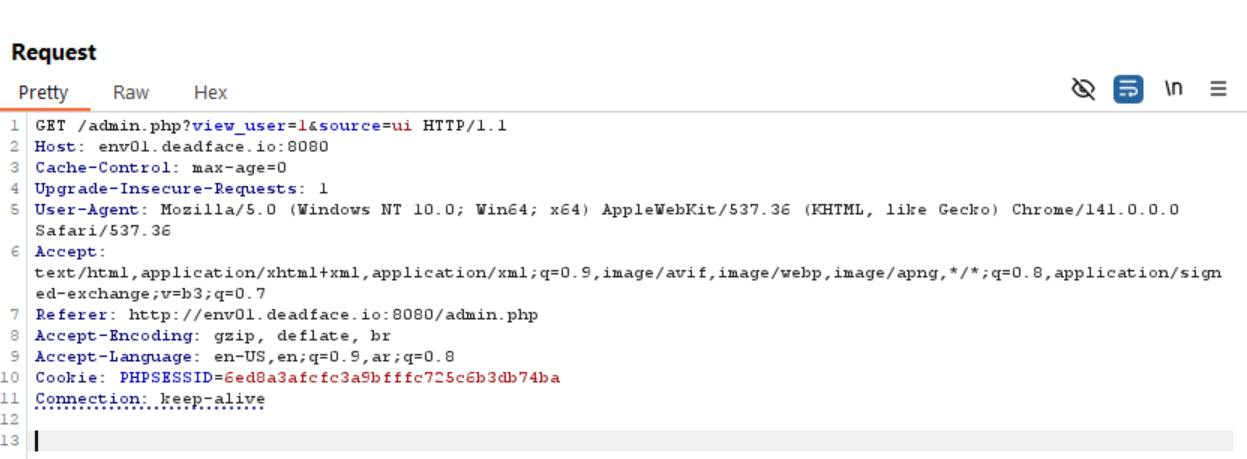 Request
Pretty Raw Hex \n
1 GET /admin.php?view_user=1&source=ui HTTP/1.1
2 Host: env01.deadface.io:8080
3 Cache-Control: max-age=0
4 Upgrade-Insecure-Requests: 1
5 User-Agent: Mozilla/5.0 (Windows NT 10.0; Win64; x64) AppleWebKit/537.36 (KHTML, like Gecko) Chrome/141.0.0.0
Safari/537.36
6 Accept:
text/html,application/xhtml+xml,application/xml;q=0.9,image/avif,image/webp,image/apng,*/*;q=0.8,application/sign
ed-exchange;v=b3;q=0.7
7 Referer: http://env01.deadface.io:8080/admin.php
8 Accept-Encoding: gzip, deflate, br
9 Accept-Language: en-US,en;q=0.9,ar;q=0.8
10 Cookie: PHPSESSID=6ed8a3afcfc3a9bfffc725c6b3db74ba
11 Connection: keep-alive
12
13